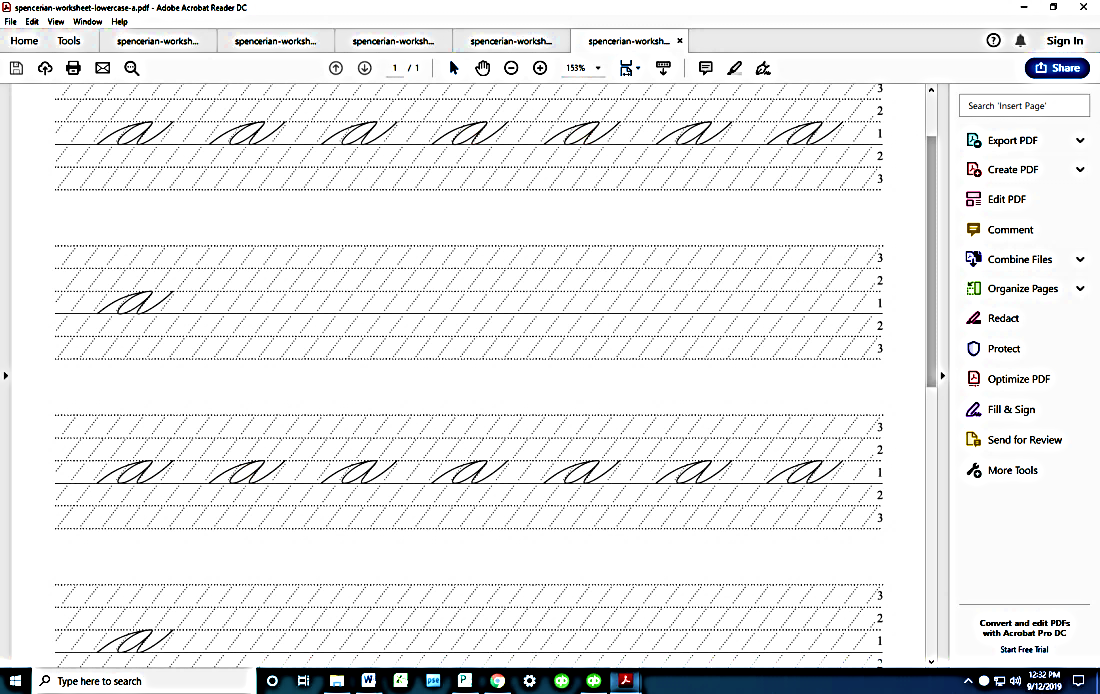 spencerian-worksheet-lowercase-a.pdf - Adobe Acrobat Reader DC
File Edit View Window Help
Home Tools spencerian-worksh... spencerian-worksh... spencerian-worksh... spencerian-worksh... spencerian-worksh... × Sign In
1 / 1 153% Share
3
2
a a a a a a a 1
2
3
3
2
a 1
2
3
3
2
a a a a a a a 1
2
3
3
2
a 1
2
Search 'Insert Page'
Export PDF
Create PDF
Edit PDF
Comment
Combine Files
Organize Pages
Redact
Protect
Optimize PDF
Fill & Sign
Send for Review
More Tools
Convert and edit PDFs
with Acrobat Pro DC
Start Free Trial
Type here to search W pse P qb qb 12:32 PM
9/12/2019